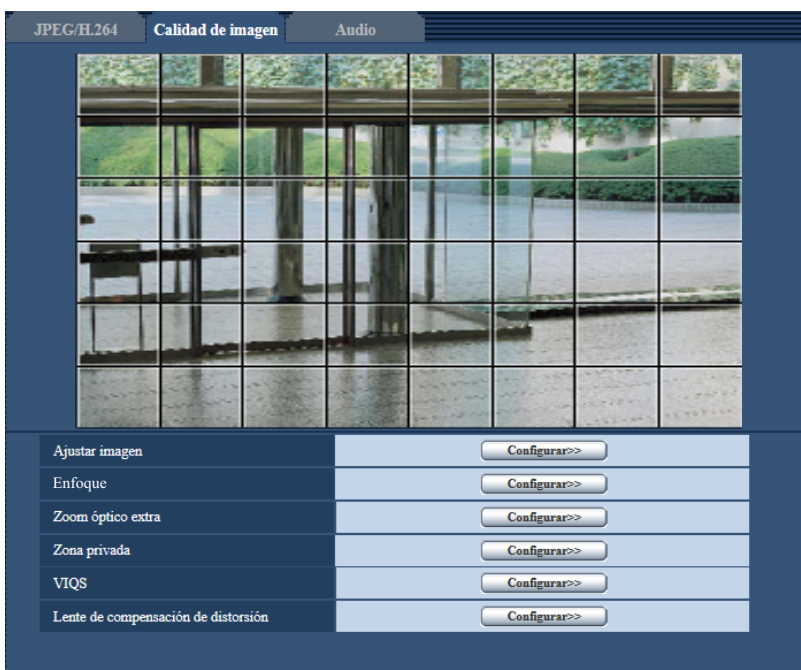 JPEG/H.264 Calidad de imagen Audio
Ajustar imagen Configurar>>
Enfoque Configurar>>
Zoom óptico extra Configurar>>
Zona privada Configurar>>
VIQS Configurar>>
Lente de compensación de distorsión Configurar>>